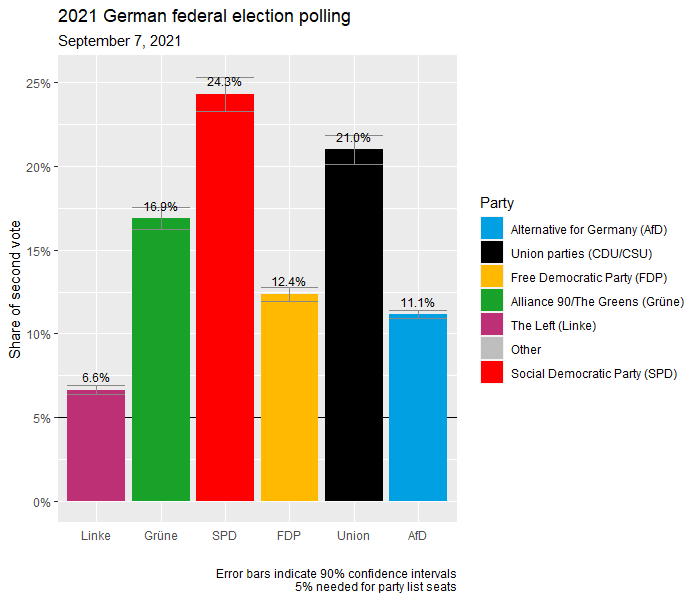 2021 German federal election polling
September 7, 2021
25%
20%
15%
10%
5%
0%
Share of second vote
6.6%
16.9%
24.3%
12.4%
21.0%
11.1%
Linke
Grüne
SPD
FDP
Union
AfD
Party
Alternative for Germany (AfD)
Union parties (CDU/CSU)
Free Democratic Party (FDP)
Alliance 90/The Greens (Grüne)
The Left (Linke)
Other
Social Democratic Party (SPD)
Error bars indicate 90% confidence intervals
5% needed for party list seats